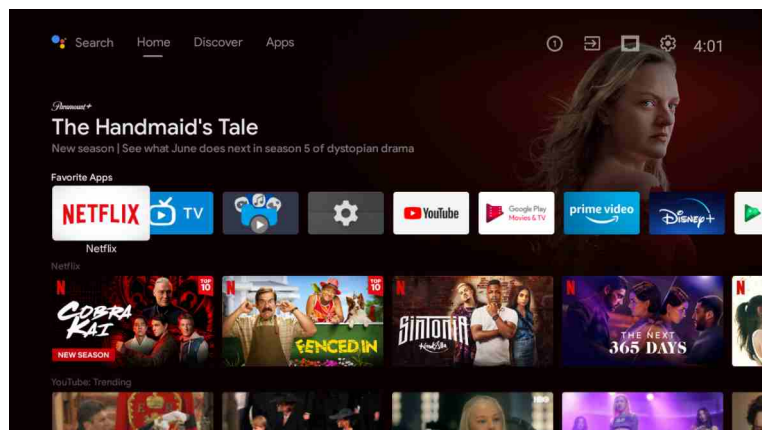 Search Home Discover Apps
1 4:01
Paramount+
The Handmaid's Tale
New season | See what June does next in season 5 of dystopian drama
Favorite Apps
NETFLIX TV YouTube Google Play Movies & TV prime video Disney+
Netflix
Netflix
N TOP 10 N TOP 10 N N N
COBRA KAI
NEW SEASON
FENCED IN
SINTONIA
KondZilla
THE NEXT
365 DAYS
YouTube: Trending
HBO